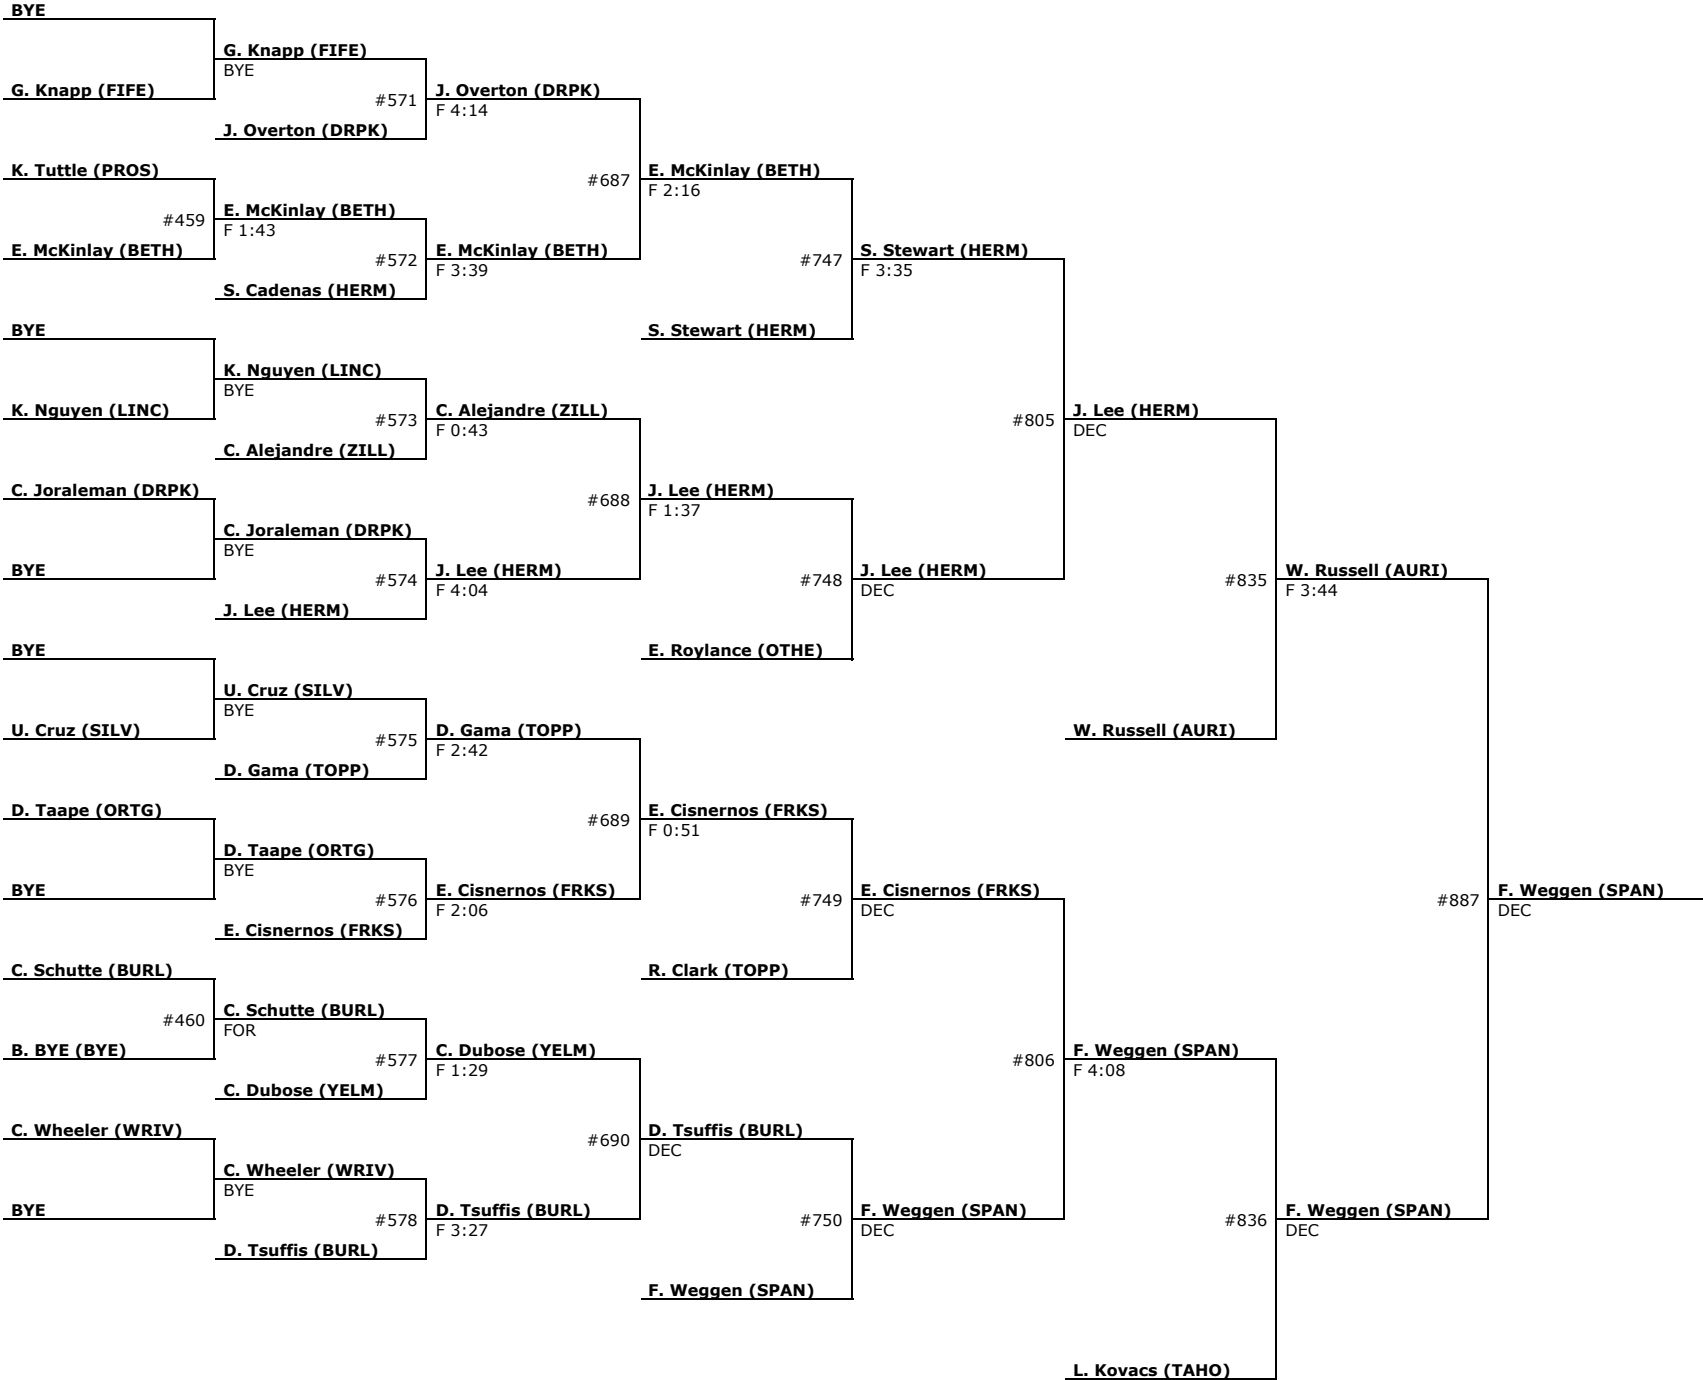 BYE
G. Knapp (FIFE)
BYE
G. Knapp (FIFE)
#571
J. Overton (DRPK)
F 4:14
J. Overton (DRPK)
K. Tuttle (PROS)
#687
E. McKinlay (BETH)
F 2:16
#459
E. McKinlay (BETH)
F 1:43
E. McKinlay (BETH)
#572
E. McKinlay (BETH)
F 3:39
#747
S. Stewart (HERM)
F 3:35
S. Cadenas (HERM)
BYE
S. Stewart (HERM)
K. Nguyen (LINC)
BYE
K. Nguyen (LINC)
#573
C. Alejandre (ZILL)
F 0:43
#805
J. Lee (HERM)
DEC
C. Alejandre (ZILL)
C. Joraleman (DRPK)
#688
J. Lee (HERM)
F 1:37
C. Joraleman (DRPK)
BYE
BYE
#574
J. Lee (HERM)
F 4:04
#748
J. Lee (HERM)
DEC
#835
W. Russell (AURI)
F 3:44
J. Lee (HERM)
BYE
E. Roylance (OTHE)
U. Cruz (SILV)
BYE
U. Cruz (SILV)
#575
D. Gama (TOPP)
F 2:42
W. Russell (AURI)
D. Gama (TOPP)
D. Taape (ORTG)
#689
E. Cisnernos (FRKS)
F 0:51
D. Taape (ORTG)
BYE
BYE
#576
E. Cisnernos (FRKS)
F 2:06
#749
E. Cisnernos (FRKS)
DEC
#887
F. Weggen (SPAN)
DEC
E. Cisnernos (FRKS)
C. Schutte (BURL)
R. Clark (TOPP)
#460
C. Schutte (BURL)
FOR
B. BYE (BYE)
#577
C. Dubose (YELM)
F 1:29
#806
F. Weggen (SPAN)
F 4:08
C. Dubose (YELM)
C. Wheeler (WRIV)
#690
D. Tsuffis (BURL)
DEC
C. Wheeler (WRIV)
BYE
BYE
#578
D. Tsuffis (BURL)
F 3:27
#750
F. Weggen (SPAN)
DEC
#836
F. Weggen (SPAN)
DEC
D. Tsuffis (BURL)
F. Weggen (SPAN)
L. Kovacs (TAHO)